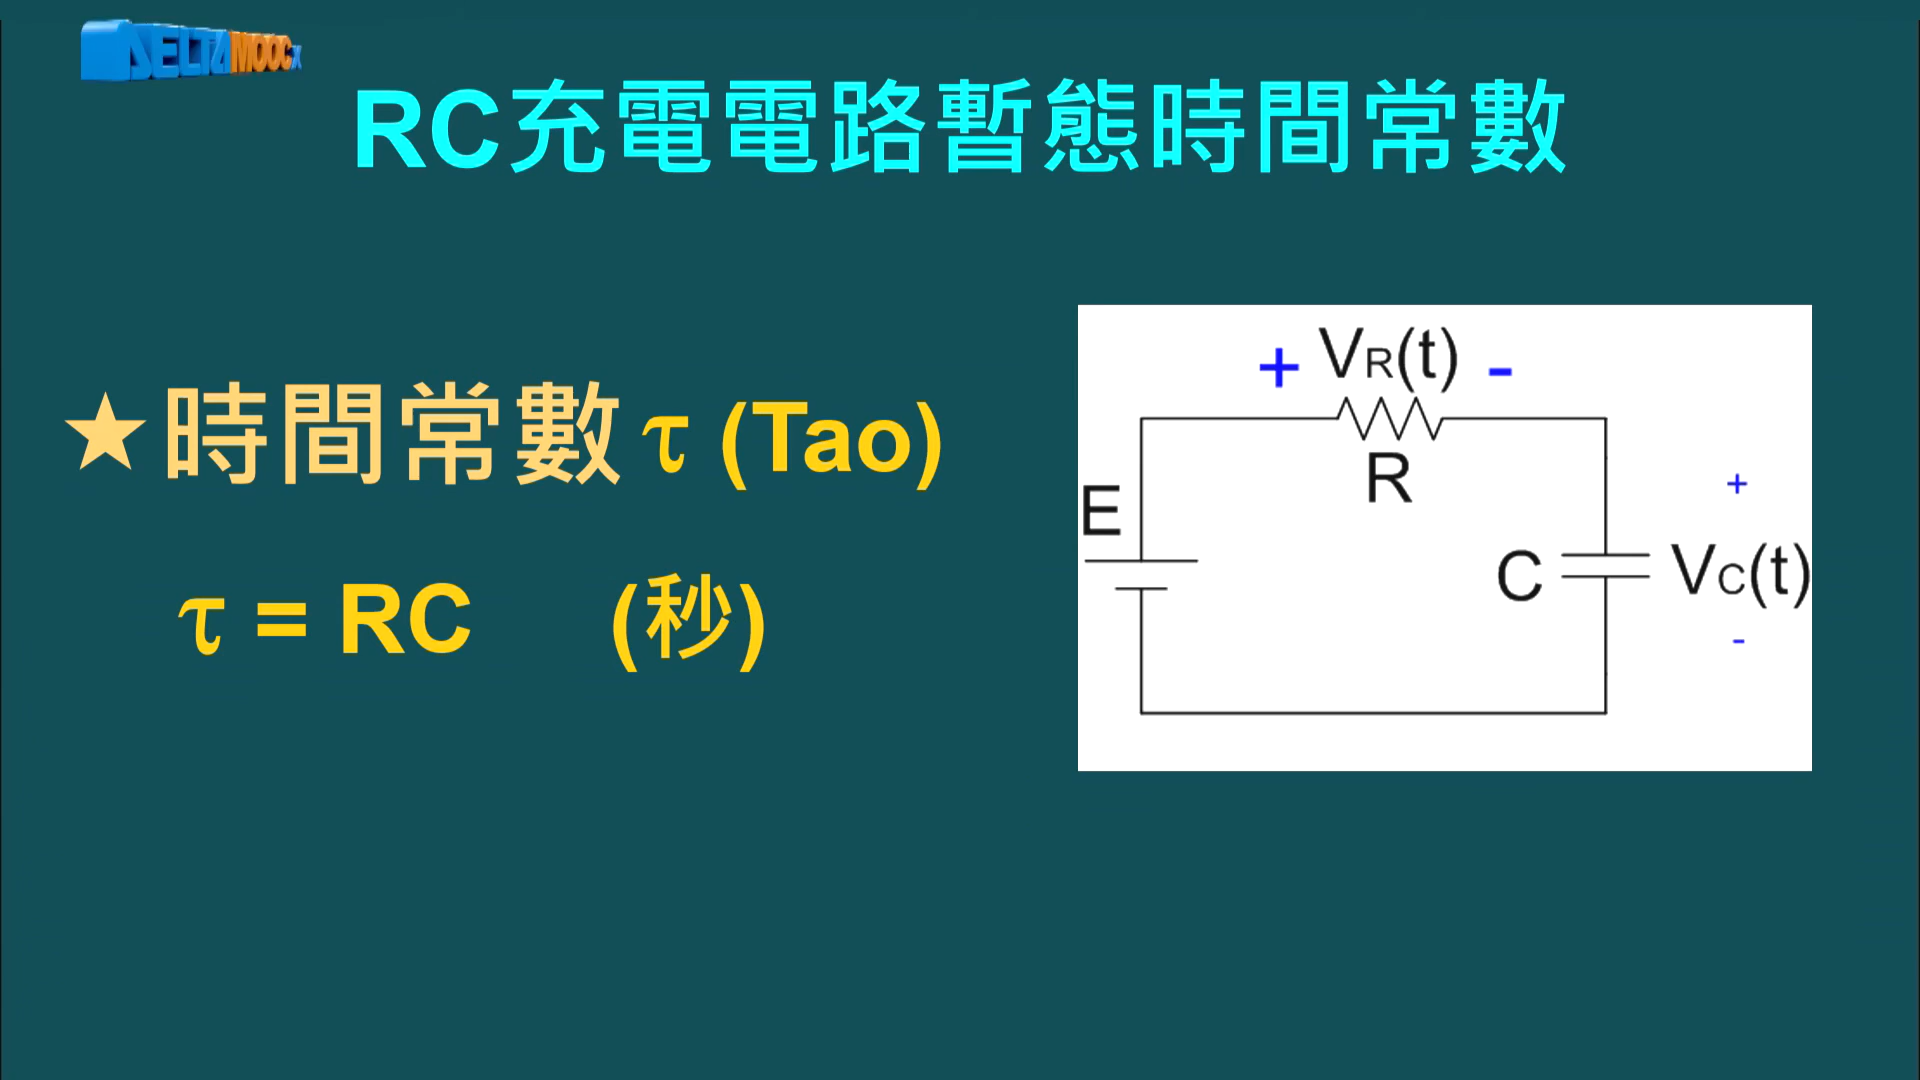 DELTAMOOCx
RC充電電路暫態時間常數
★時間常數 τ (Tao)
τ = RC (秒)
+ VR(t) -
R
E
+
C VC(t)
-